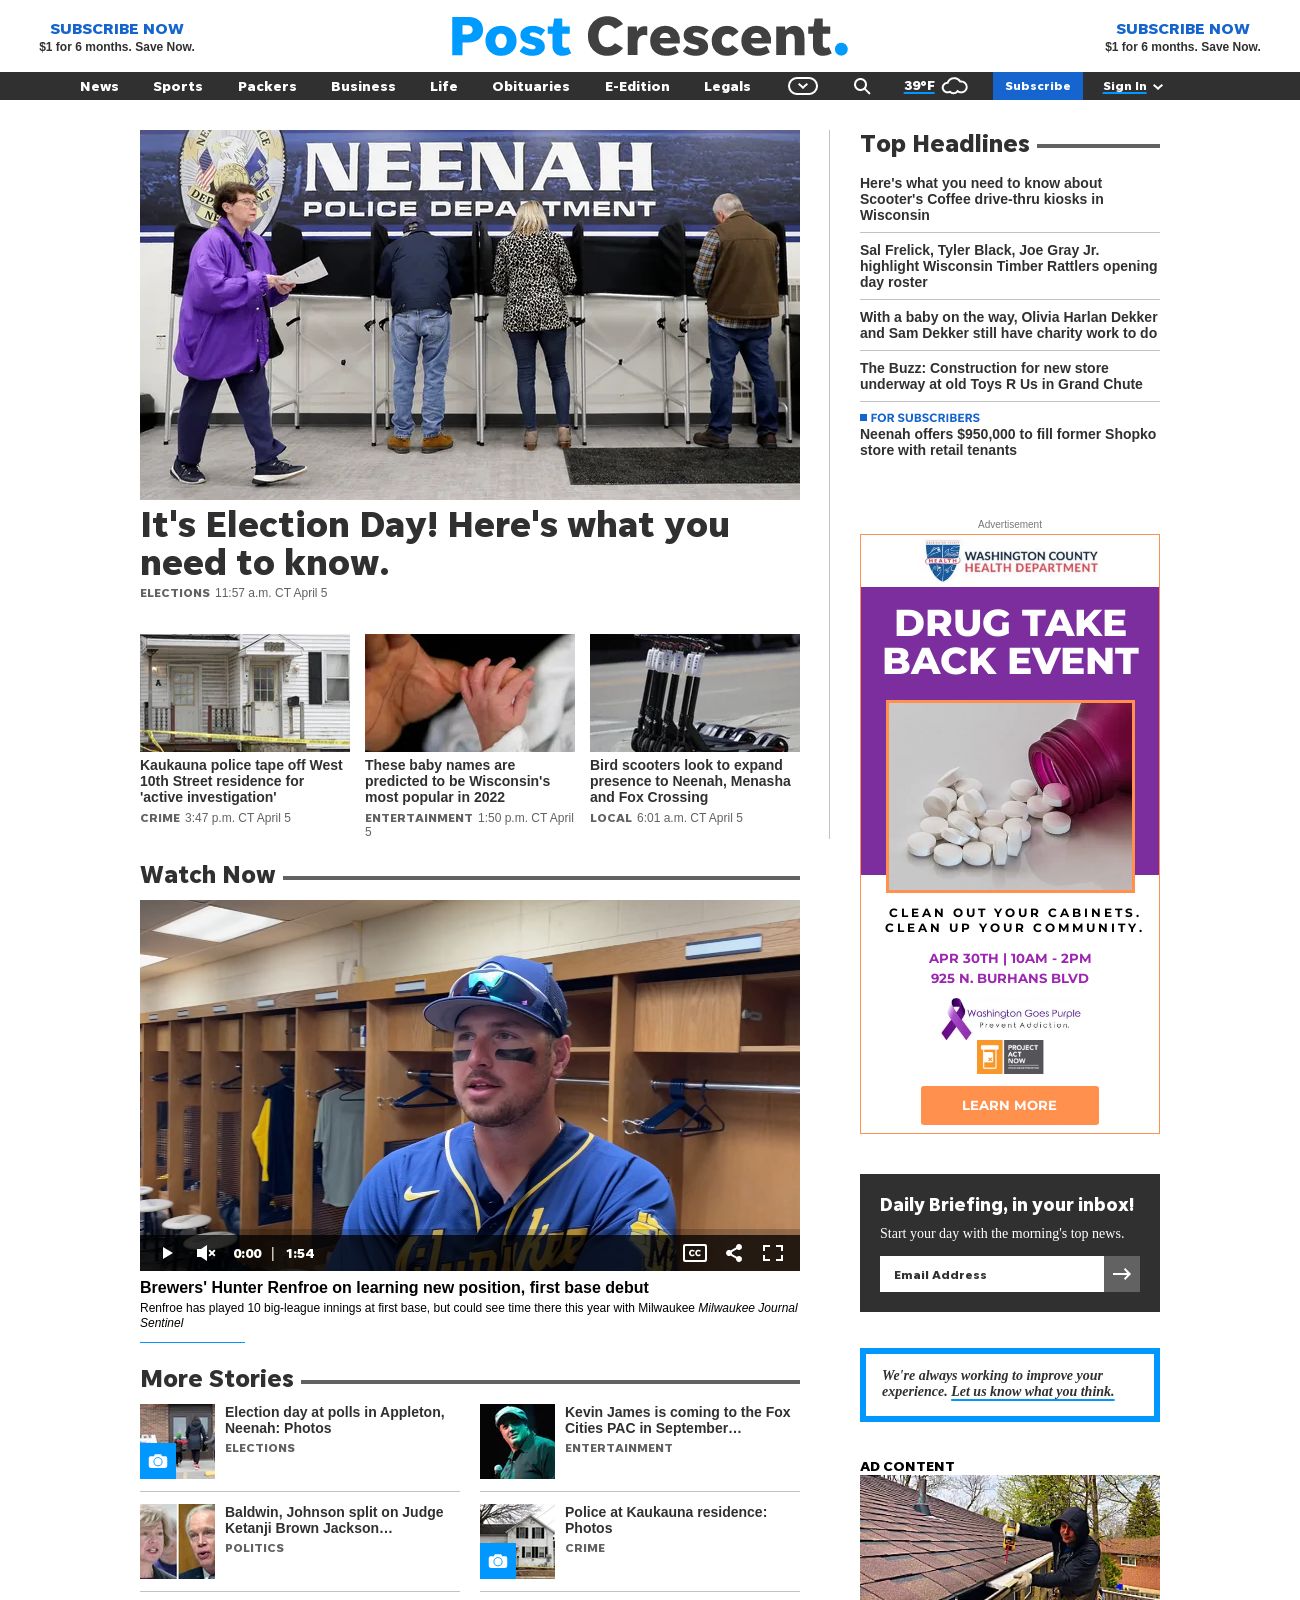 SUBSCRIBE NOW
$1 for 6 months. Save Now.
Post Crescent.
SUBSCRIBE NOW
$1 for 6 months. Save Now.
News Sports Packers Business Life Obituaries E-Edition Legals 39°F Subscribe Sign In
NEENAH
POLICE DEPARTMENT
It's Election Day! Here's what you
need to know.
ELECTIONS 11:57 a.m. CT April 5
Kaukauna police tape off West
10th Street residence for
'active investigation'
CRIME 3:47 p.m. CT April 5
These baby names are
predicted to be Wisconsin's
most popular in 2022
ENTERTAINMENT 1:50 p.m. CT April
5
Bird scooters look to expand
presence to Neenah, Menasha
and Fox Crossing
LOCAL 6:01 a.m. CT April 5
Top Headlines
Here's what you need to know about
Scooter's Coffee drive-thru kiosks in
Wisconsin
Sal Frelick, Tyler Black, Joe Gray Jr.
highlight Wisconsin Timber Rattlers opening
day roster
With a baby on the way, Olivia Harlan Dekker
and Sam Dekker still have charity work to do
The Buzz: Construction for new store
underway at old Toys R Us in Grand Chute
FOR SUBSCRIBERS
Neenah offers $950,000 to fill former Shopko
store with retail tenants
Advertisement
HEALTH
WASHINGTON COUNTY
HEALTH DEPARTMENT
DRUG TAKE
BACK EVENT
CLEAN OUT YOUR CABINETS.
CLEAN UP YOUR COMMUNITY.
APR 30TH | 10AM - 2PM
925 N. BURHANS BLVD
Washington Goes Purple
Prevent Addiction.
PROJECT
ACT
NOW
LEARN MORE
Watch Now
0:00 | 1:54
CC
Brewers' Hunter Renfroe on learning new position, first base debut
Renfroe has played 10 big-league innings at first base, but could see time there this year with Milwaukee Milwaukee Journal
Sentinel
Daily Briefing, in your inbox!
Start your day with the morning's top news.
Email Address
We're always working to improve your
experience. Let us know what you think.
More Stories
Election day at polls in Appleton,
Neenah: Photos
ELECTIONS
Kevin James is coming to the Fox
Cities PAC in September…
ENTERTAINMENT
Baldwin, Johnson split on Judge
Ketanji Brown Jackson…
POLITICS
Police at Kaukauna residence:
Photos
CRIME
AD CONTENT